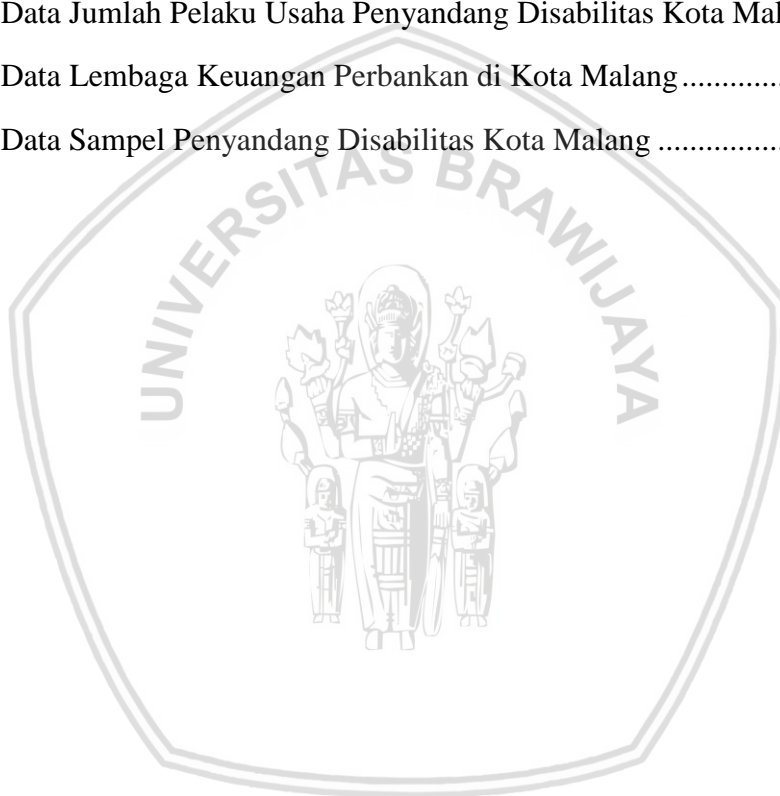 Data Jumlah Pelaku Usaha Penyandang Disabilitas Kota Mal
Data Lembaga Keuangan Perbankan di Kota Malang.............
Data Sampel Penyandang Disabilitas Kota Malang ...............
UNIVERSITAS BRAWIJAYA